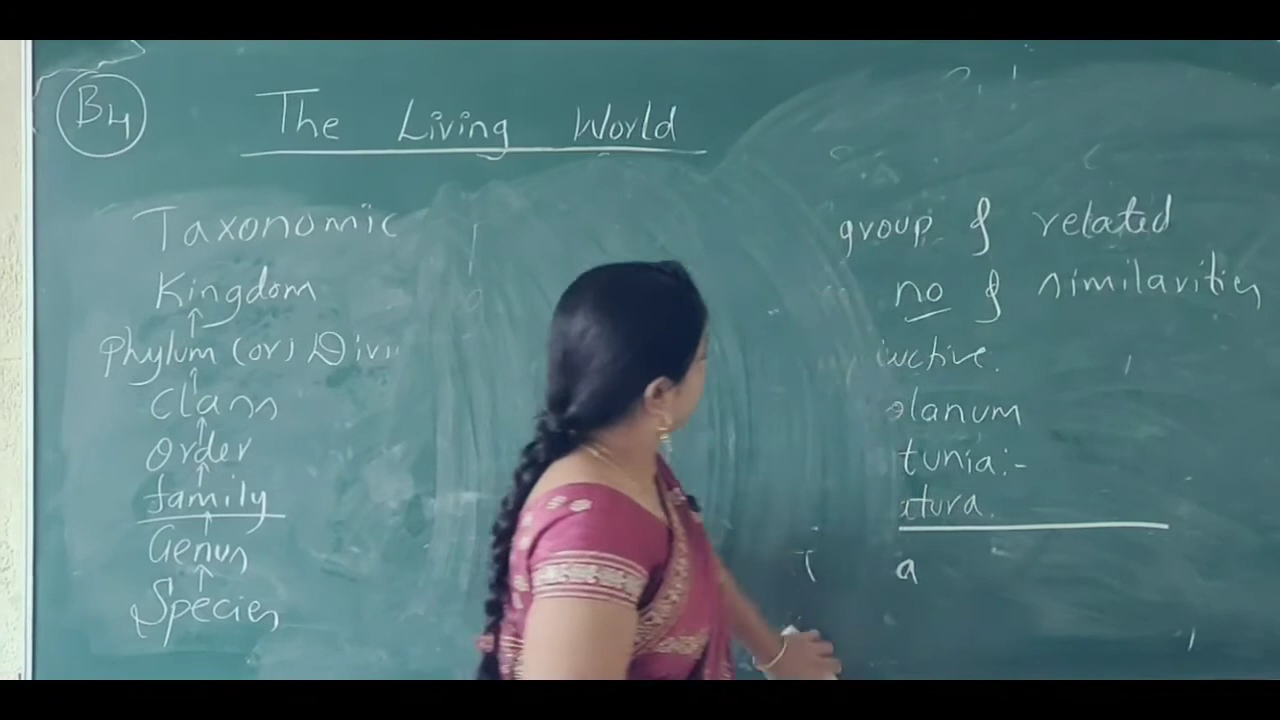 B4
The Living World
Taxonomic
Kingdom
Phylum (or) Divi
Class
Order
family
Genus
Species
group of related
no of similarities
uctive.
olanum
tunia:-
atura.
a